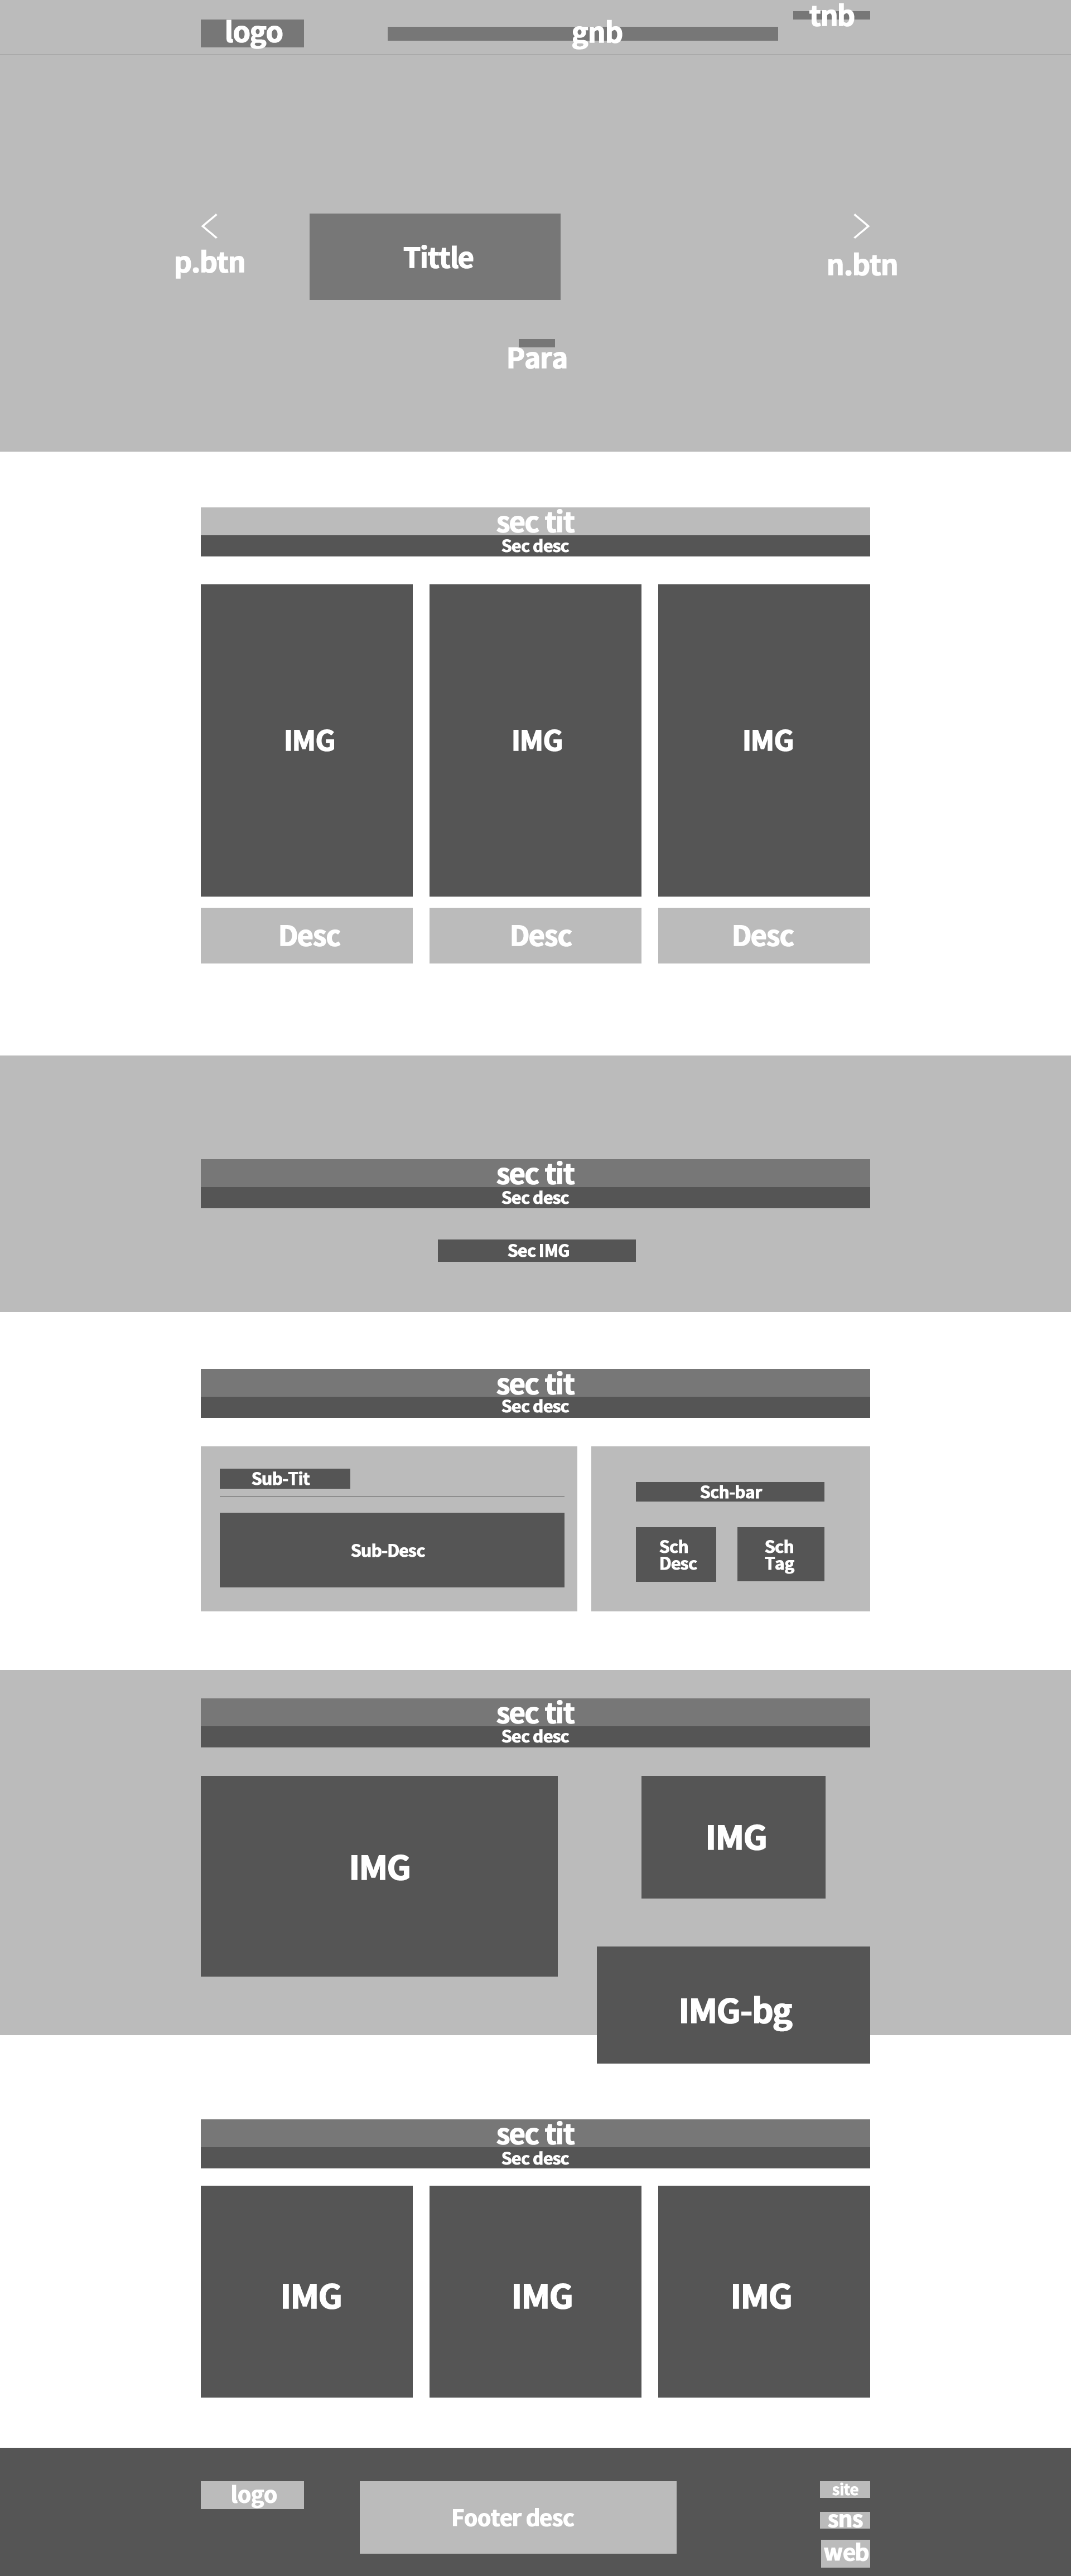 logo
gnb
tnb
p.btn
Tittle
n.btn
Para
sec tit
Sec desc
IMG
IMG
IMG
Desc
Desc
Desc
sec tit
Sec desc
Sec IMG
sec tit
Sec desc
Sub-Tit
Sub-Desc
Sch-bar
Sch
Desc
Sch
Tag
sec tit
Sec desc
IMG
IMG
IMG-bg
sec tit
Sec desc
IMG
IMG
IMG
logo
Footer desc
site
sns
web